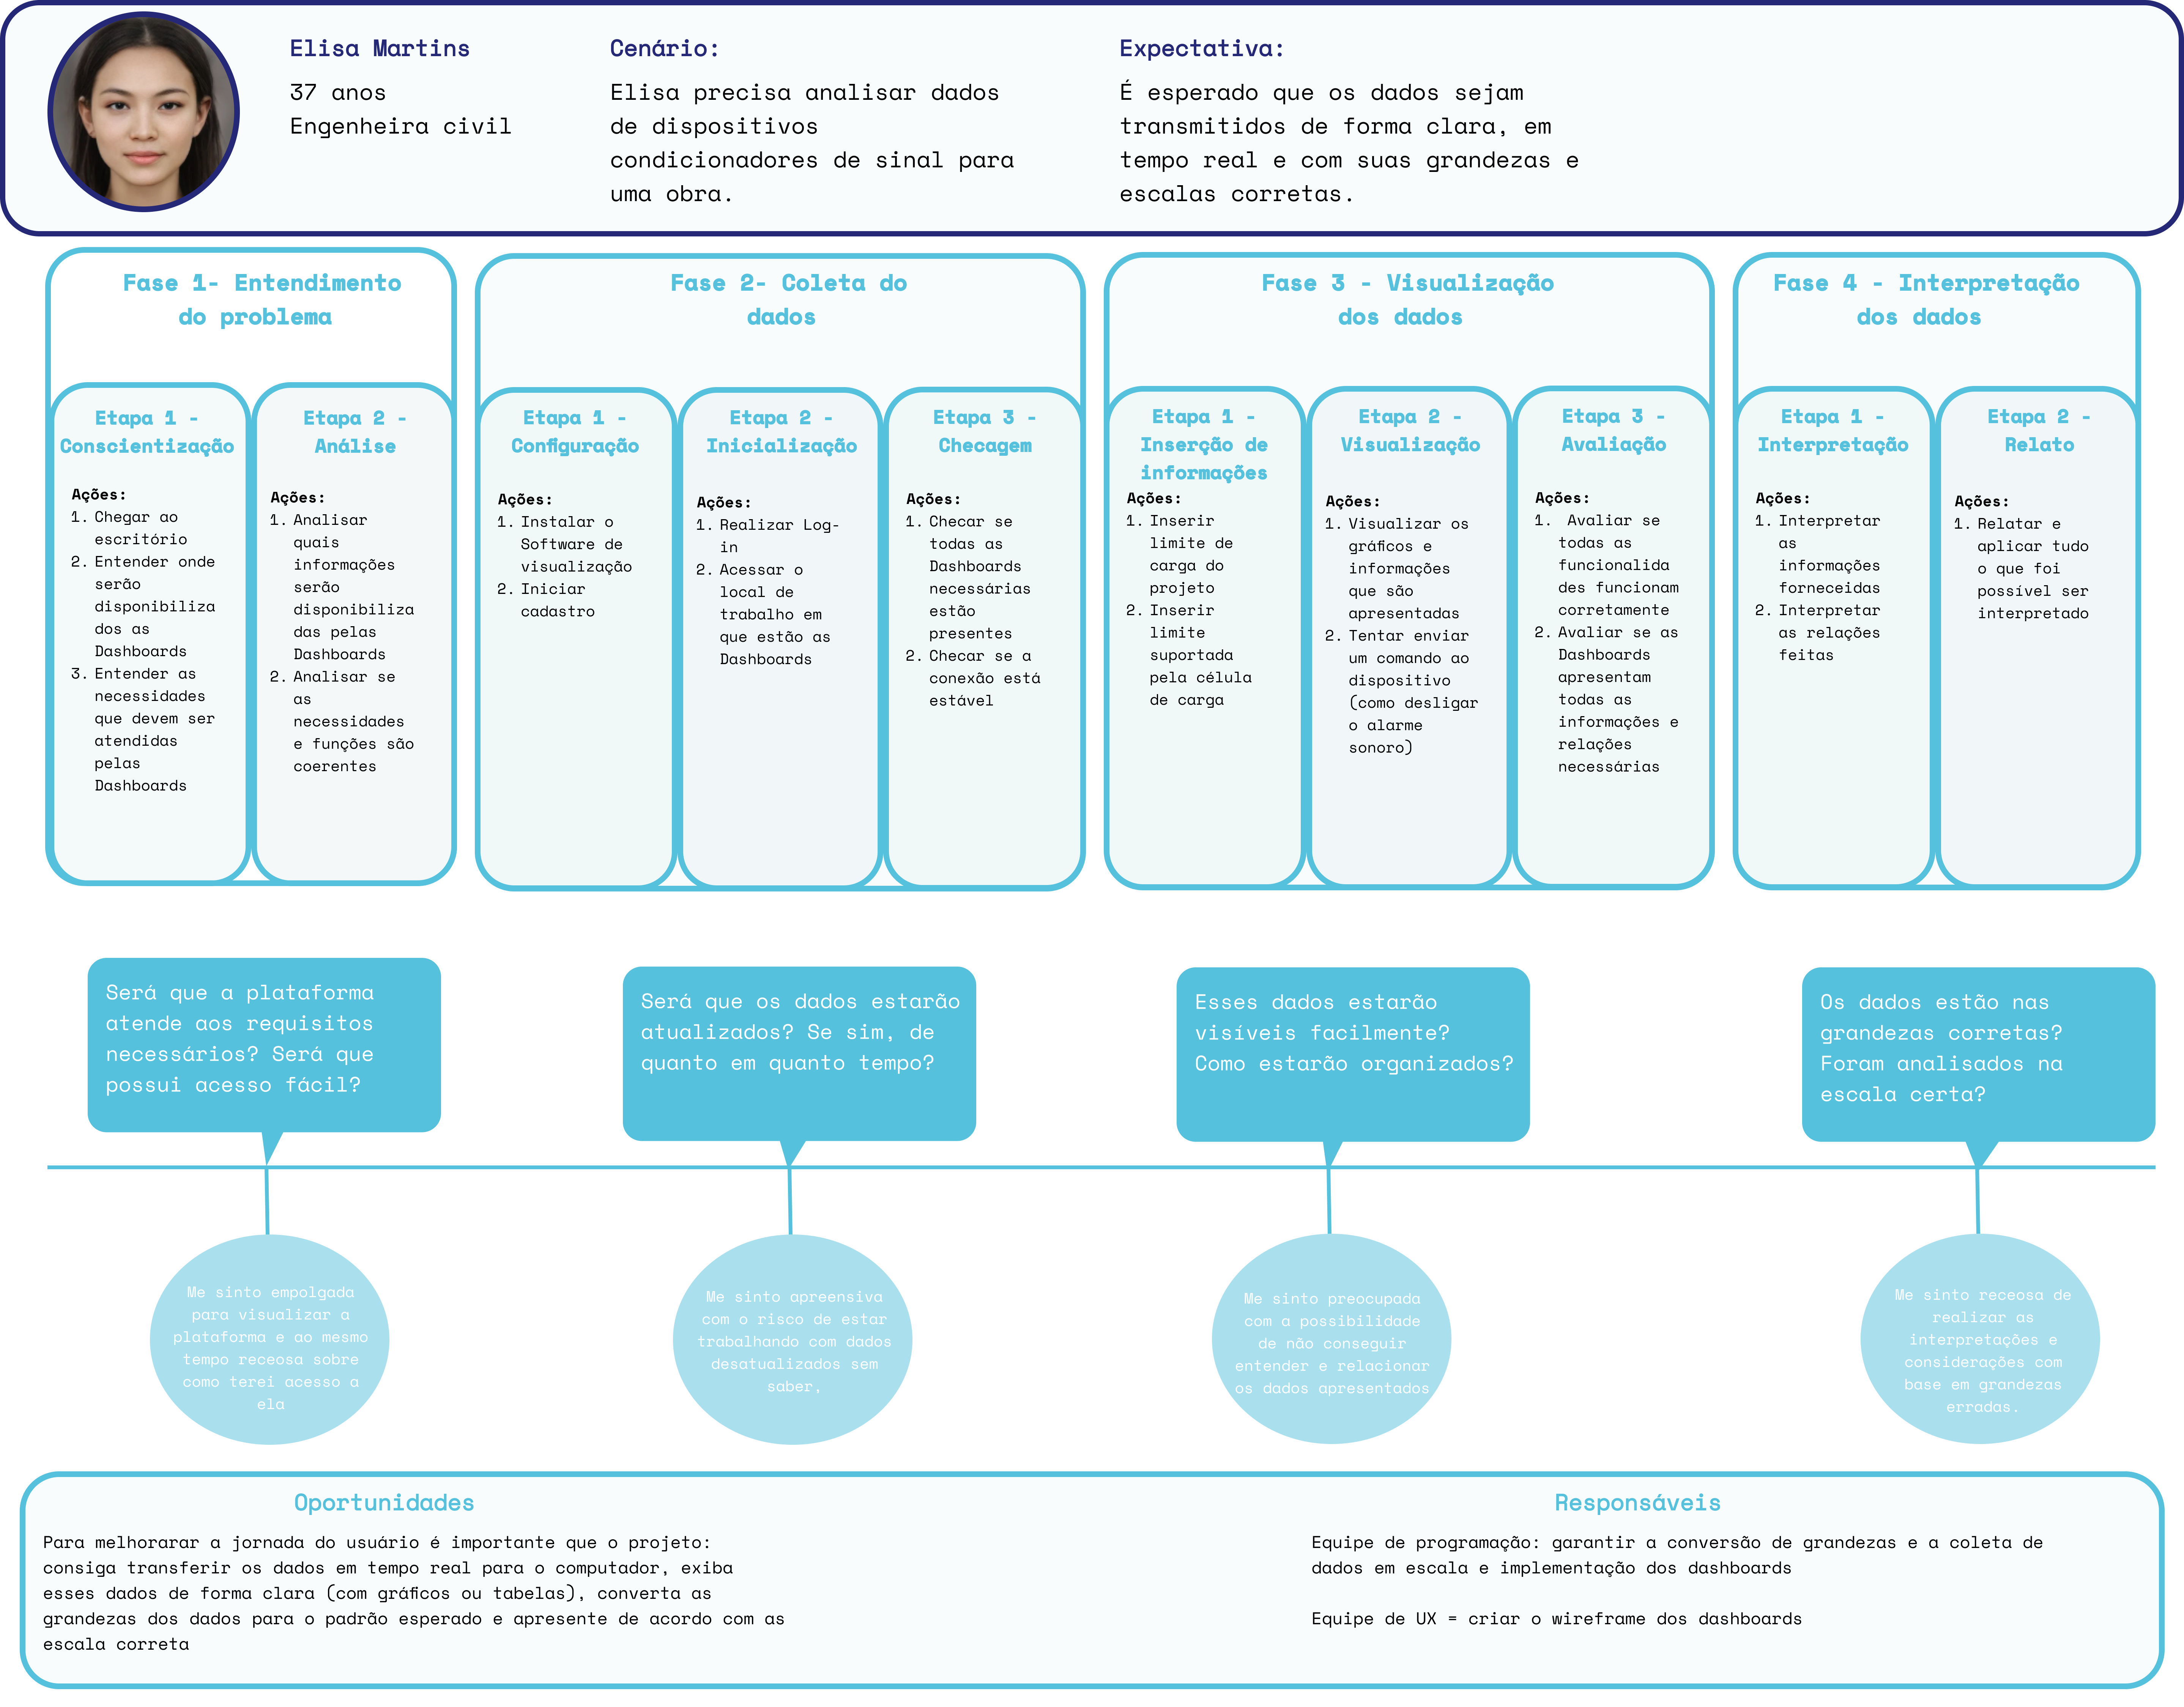 Elisa Martins
37 anos
Engenheira civil
Cenário:
Elisa precisa analisar dados
de dispositivos
condicionadores de sinal para
uma obra.
Expectativa:
É esperado que os dados sejam
transmitidos de forma clara, em
tempo real e com suas grandezas e
escalas corretas.
Fase 1- Entendimento
do problema
Etapa 1 -
Conscientização
Ações:
1. Chegar ao
escritório
2. Entender onde
serão
disponibiliza
dos as
Dashboards
3. Entender as
necessidades
que devem ser
atendidas
pelas
Dashboards
Etapa 2 -
Análise
Ações:
1. Analisar
quais
informações
serão
disponibiliza
das pelas
Dashboards
2. Analisar se
as
necessidades
e funções são
coerentes
Fase 2- Coleta do
dados
Etapa 1 -
Configuração
Ações:
1. Instalar o
Software de
visualização
2. Iniciar
cadastro
Etapa 2 -
Inicialização
Ações:
1. Realizar Log-
in
2. Acessar o
local de
trabalho em
que estão as
Dashboards
Etapa 3 -
Checagem
Ações:
1. Checar se
todas as
Dashboards
necessárias
estão
presentes
2. Checar se a
conexão está
estável
Fase 3 - Visualização
dos dados
Etapa 1 -
Inserção de
informações
Ações:
1. Inserir
limite de
carga do
projeto
2. Inserir
limite
suportada
pela célula
de carga
Etapa 2 -
Visualização
Ações:
1. Visualizar os
gráficos e
informações
que são
apresentadas
2. Tentar enviar
um comando ao
dispositivo
(como desligar
o alarme
sonoro)
Etapa 3 -
Avaliação
Ações:
1. Avaliar se
todas as
funcionalida
des funcionam
corretamente
2. Avaliar se as
Dashboards
apresentam
todas as
informações e
relações
necessárias
Fase 4 - Interpretação
dos dados
Etapa 1 -
Interpretação
Ações:
1. Interpretar
as
informações
forneceidas
2. Interpretar
as relações
feitas
Etapa 2 -
Relato
Ações:
1. Relatar e
aplicar tudo
o que foi
possível ser
interpretado
Será que a plataforma
atende aos requisitos
necessários? Será que
possui acesso fácil?
Será que os dados estarão
atualizados? Se sim, de
quanto em quanto tempo?
Esses dados estarão
visíveis facilmente?
Como estarão organizados?
Os dados estão nas
grandezas corretas?
Foram analisados na
escala certa?
Me sinto empolgada
para visualizar a
plataforma e ao mesmo
tempo receosa sobre
como terei acesso a
ela
Me sinto apreensiva
com o risco de estar
trabalhando com dados
desatualizados sem
saber,
Me sinto preocupada
com a possibilidade
de não conseguir
entender e relacionar
os dados apresentados
Me sinto receosa de
realizar as
interpretações e
considerações com
base em grandezas
erradas.
Oportunidades
Para melhorarar a jornada do usuário é importante que o projeto:
consiga transferir os dados em tempo real para o computador, exiba
esses dados de forma clara (com gráficos ou tabelas), converta as
grandezas dos dados para o padrão esperado e apresente de acordo com as
escala correta
Responsáveis
Equipe de programação: garantir a conversão de grandezas e a coleta de
dados em escala e implementação dos dashboards
Equipe de UX = criar o wireframe dos dashboards